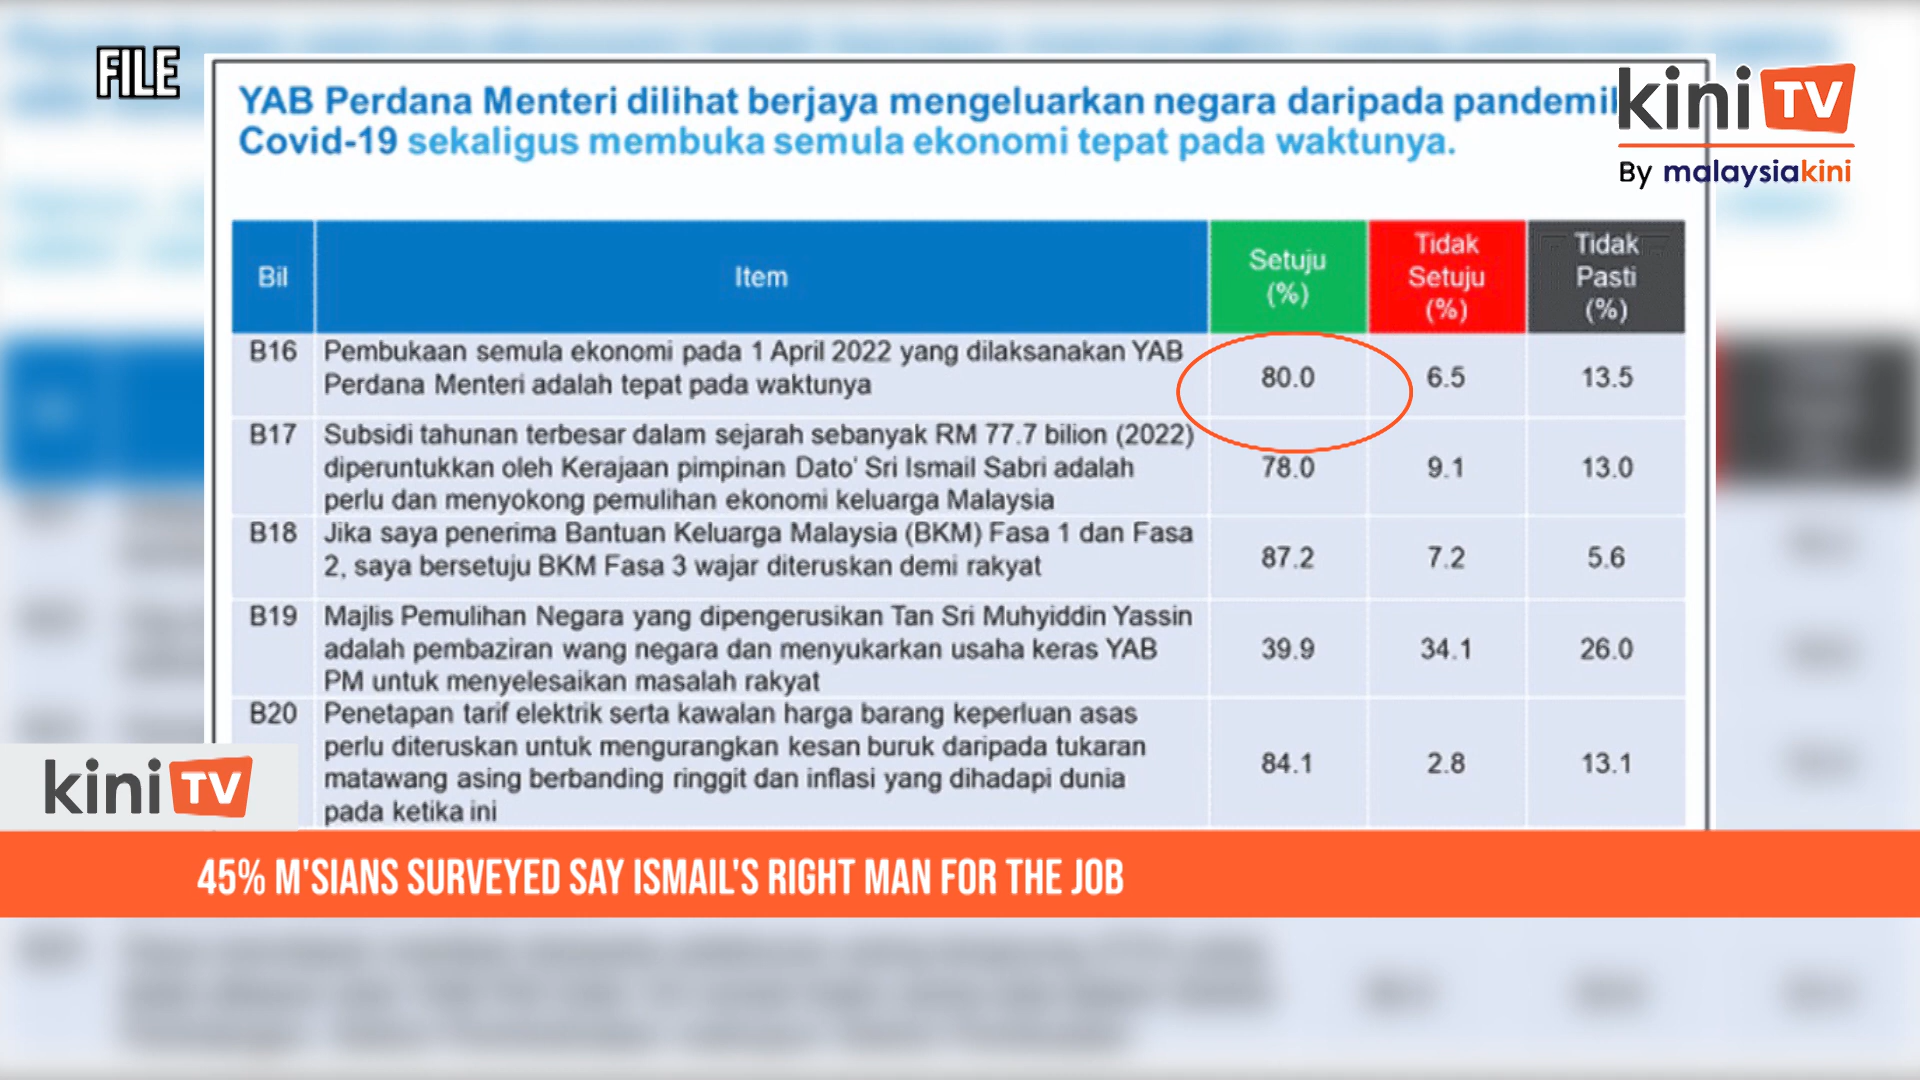 FILE
YAB Perdana Menteri dilihat berjaya mengeluarkan negara daripada
Covid-19 sekaligus membuka semula ekonomi tepat pada waktunya.
kini TV
By malaysiakini
Bil
Item
Setuju
(%)
Tidak
Setuju
(%)
Tidak
Pasti
(%)
B16
Pembukaan semula ekonomi pada 1 April 2022 yang dilaksanakan YAB
Perdana Menteri adalah tepat pada waktunya
80.0
6.5
13.5
B17
Subsidi tahunan terbesar dalam sejarah sebanyak RM 77.7 bilion (2022)
diperuntukkan oleh Kerajaan pimpinan Dato' Sri Ismail Sabri adalah
perlu dan menyokong pemulihan ekonomi keluarga Malaysia
78.0
9.1
13.0
B18
Jika saya penerima Bantuan Keluarga Malaysia (BKM) Fasa 1 dan Fasa
2, saya bersetuju BKM Fasa 3 wajar diteruskan demi rakyat
87.2
7.2
5.6
B19
Majlis Pemulihan Negara yang dipengerusikan Tan Sri Muhyiddin Yassin
adalah pembaziran wang negara dan menyukarkan usaha keras YAB
PM untuk menyelesaikan masalah rakyat
39.9
34.1
26.0
B20
Penetapan tarif elektrik serta kawalan harga barang keperluan asas
perlu diteruskan untuk mengurangkan kesan buruk daripada tukaran
matawang asing berbanding ringgit dan inflasi yang dihadapi dunia
pada ketika ini
84.1
2.8
13.1
kini TV
45% M'SIANS SURVEYED SAY ISMAIL'S RIGHT MAN FOR THE JOB